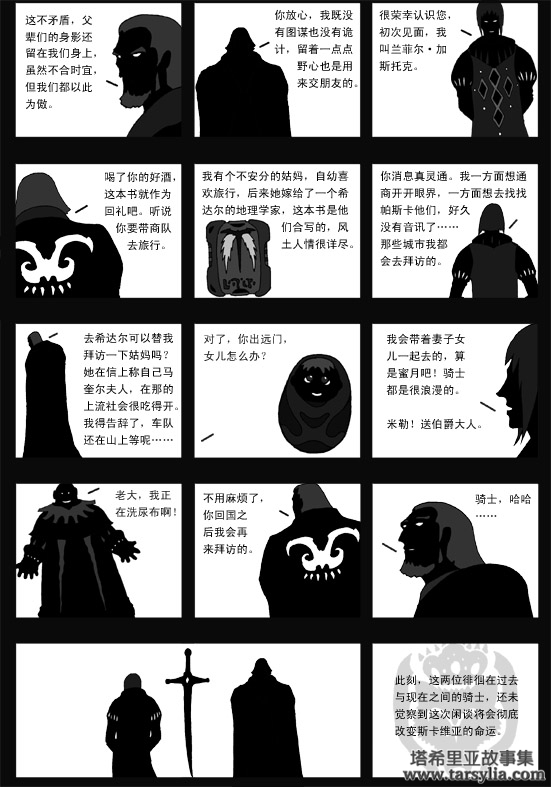 这不矛盾，父
辈们的身影还
留在我们身上，
虽然不合时宜，
但我们都以此
为傲。
你放心，我既没
有图谋也没有诡
计，留着一点点
野心也是用
来交朋友的。
很荣幸认识您，
初次见面，我
叫兰菲尔·加
斯托克。
喝了你的好酒，
这本书就作为
回礼吧。听说
你要带商队
去旅行。
我有个不安分的姑妈，自幼喜
欢旅行，后来她嫁给了一个希
达尔的地理学家，这本书是他
们合写的，风
土人情很详尽。
你消息真灵通。我一方面想通
商开开眼界，一方面想去找找
帕斯卡他们，好久
没有音讯了……
那些城市我都
会去拜访的。
去希达尔可以替我
拜访一下姑妈吗？
她在信上称自己马
奎尔夫人，在那的
上流社会很吃得开。
我得告辞了，车队
还在山上等呢……
对了，你出远门，
女儿怎么办？
我会带着妻子女
儿一起去的，算
是蜜月吧！骑士
都是很浪漫的。
米勒！送伯爵大人。
老大，我正
在洗尿布啊！
不用麻烦了，
你回国之
后我会再
来拜访的。
骑士，哈哈
……
此刻，这两位徘徊在过去
与现在之间的骑士，还未
觉察到这次闲谈将会彻底
改变斯卡维亚的命运。
塔希里亚故事集
www.tarsylia.com